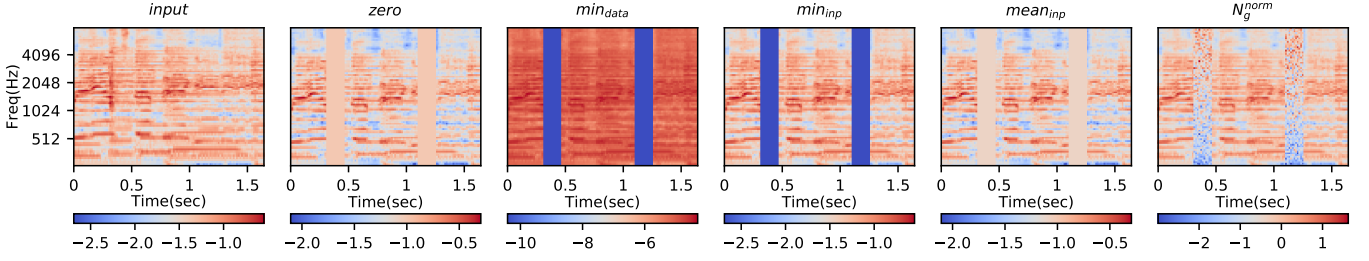 input zero min_data min_inp mean_inp N_g^norm
Freq(Hz)
4096
2048
1024
512
0 0.5 1 1.5 0 0.5 1 1.5 0 0.5 1 1.5 0 0.5 1 1.5 0 0.5 1 1.5 0 0.5 1 1.5
Time(sec) Time(sec) Time(sec) Time(sec) Time(sec) Time(sec)
−2.5 −2.0 −1.5 −1.0 −2.0 −1.5 −1.0 −0.5 −10 −8 −6 −2.5 −2.0 −1.5 −1.0 −2.0 −1.5 −1.0 −0.5 −2 −1 0 1